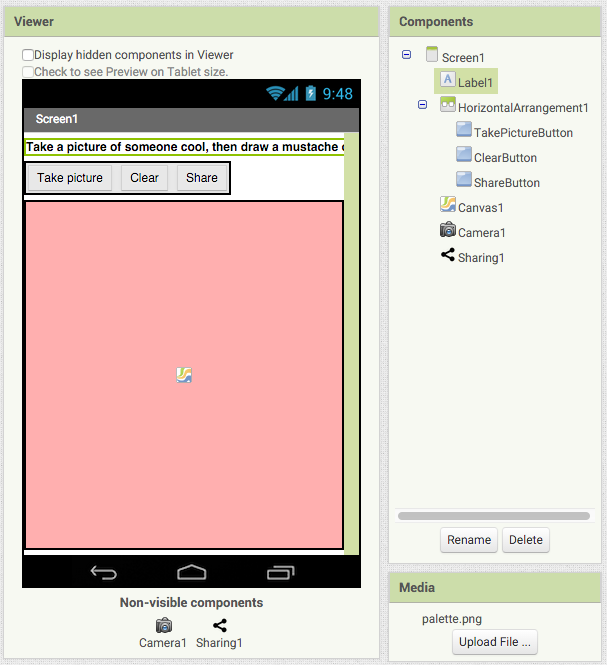 Viewer
Display hidden components in Viewer
Check to see Preview on Tablet size.
9:48
Screen1
Take a picture of someone cool, then draw a mustache
Take picture
Clear
Share
Non-visible components
Camera1
Sharing1
Components
Screen1
Label1
HorizontalArrangement1
TakePictureButton
ClearButton
ShareButton
Canvas1
Camera1
Sharing1
Rename
Delete
Media
palette.png
Upload File ...